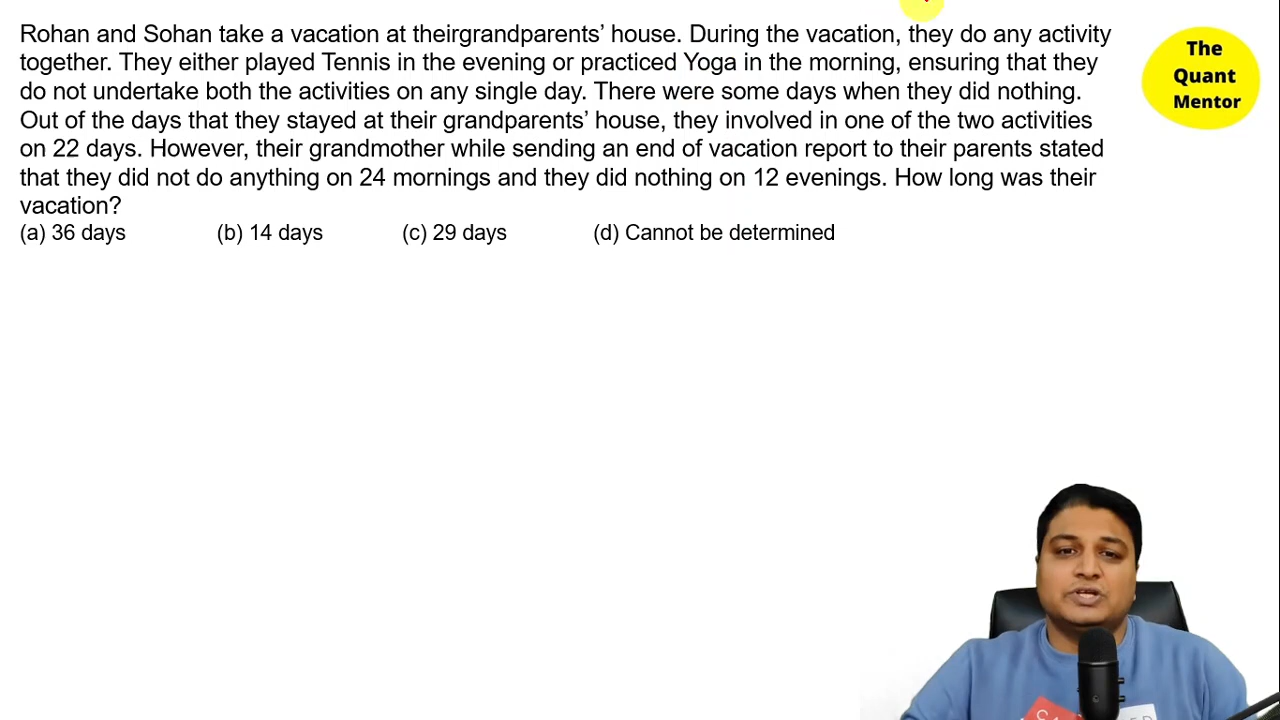 Rohan and Sohan take a vacation at theirgrandparents’ house. During the vacation, they do any activity
together. They either played Tennis in the evening or practiced Yoga in the morning, ensuring that they
do not undertake both the activities on any single day. There were some days when they did nothing.
Out of the days that they stayed at their grandparents’ house, they involved in one of the two activities
on 22 days. However, their grandmother while sending an end of vacation report to their parents stated
that they did not do anything on 24 mornings and they did nothing on 12 evenings. How long was their
vacation?
(a) 36 days (b) 14 days (c) 29 days (d) Cannot be determined
The
Quant
Mentor